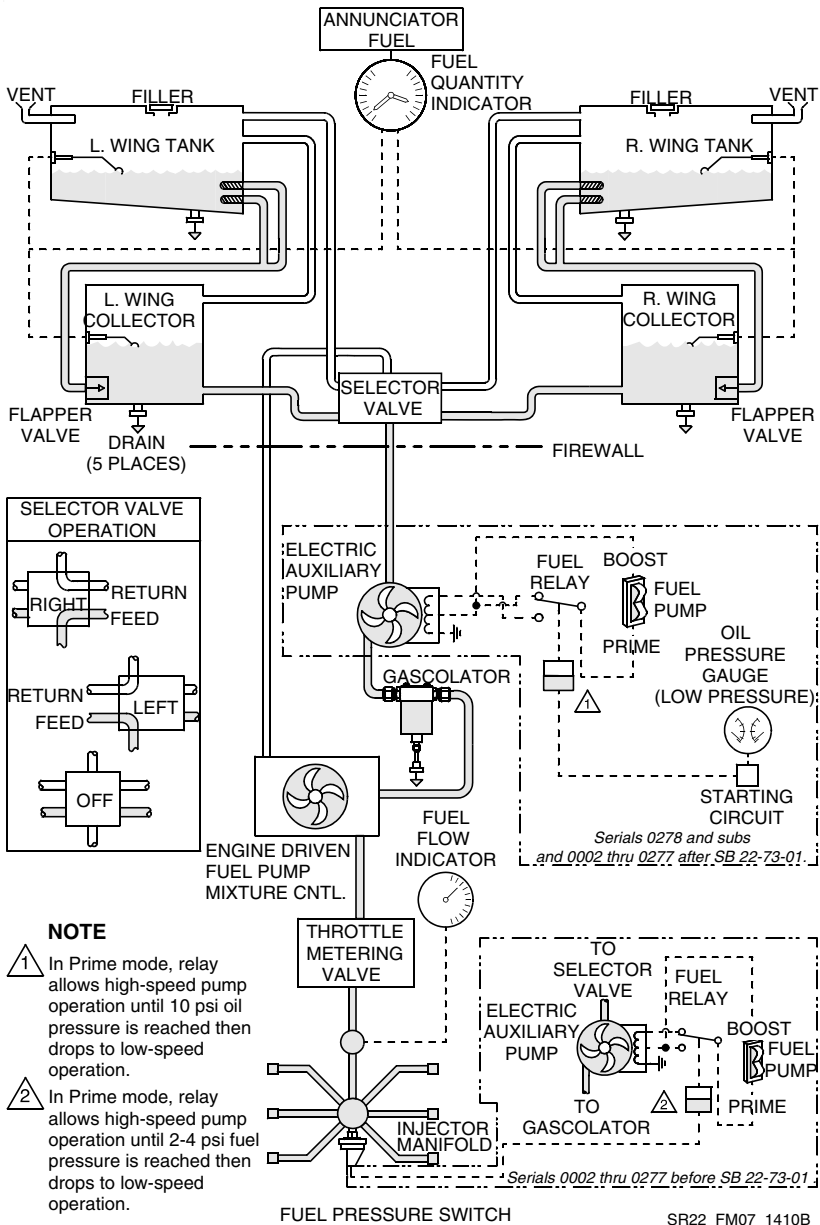 ANNUNCIATOR
FUEL
FUEL
QUANTITY
INDICATOR
VENT
FILLER
FILLER
VENT
L. WING TANK
R. WING TANK
L. WING
COLLECTOR
R. WING
COLLECTOR
SELECTOR
VALVE
FLAPPER
VALVE
FLAPPER
VALVE
DRAIN
(5 PLACES)
FIREWALL
SELECTOR VALVE
OPERATION
RIGHT
RETURN
FEED
RETURN
FEED
LEFT
OFF
ELECTRIC
AUXILIARY
PUMP
FUEL
RELAY
BOOST
FUEL
PUMP
PRIME
OIL
PRESSURE
GAUGE
(LOW PRESSURE)
GASCOLATOR
1
STARTING
CIRCUIT
Serials 0278 and subs
and 0002 thru 0277 after SB 22-73-01.
ENGINE DRIVEN
FUEL PUMP
MIXTURE CNTL.
FUEL
FLOW
INDICATOR
THROTTLE
METERING
VALVE
NOTE
1 In Prime mode, relay
allows high-speed pump
operation until 10 psi oil
pressure is reached then
drops to low-speed
operation.
2 In Prime mode, relay
allows high-speed pump
operation until 2-4 psi fuel
pressure is reached then
drops to low-speed
operation.
TO
SELECTOR
VALVE
FUEL
RELAY
ELECTRIC
AUXILIARY
PUMP
BOOST
FUEL
PUMP
PRIME
TO
GASCOLATOR
2
INJECTOR
MANIFOLD
Serials 0002 thru 0277 before SB 22-73-01.
FUEL PRESSURE SWITCH
SR22_FM07_1410B